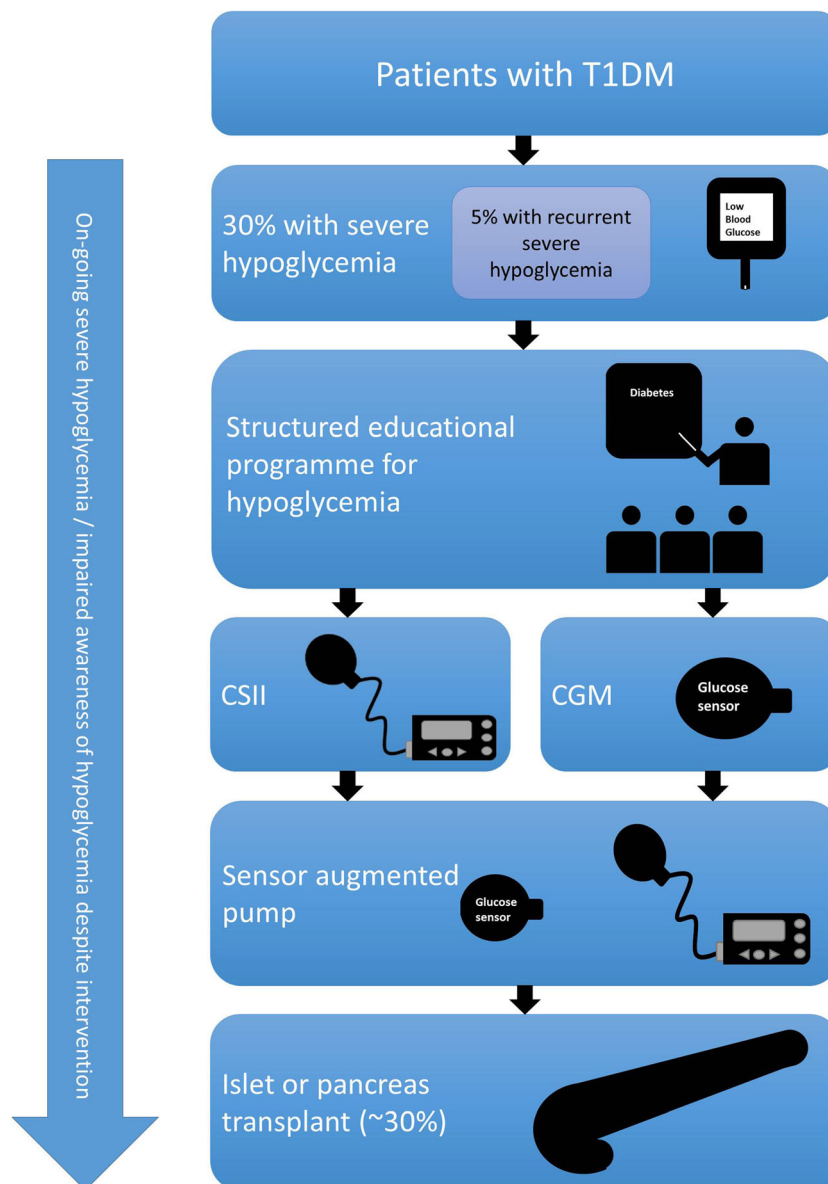 Patients with T1DM
30% with severe
hypoglycemia
5% with recurrent
severe
hypoglycemia
Low
Blood
Glucose
Structured educational
programme for
hypoglycemia
Diabetes
CSII
CGM
Glucose
sensor
Sensor augmented
pump
Glucose
sensor
Islet or pancreas
transplant (~30%)
On-going severe hypoglycemia / impaired awareness of hypoglycemia despite intervention